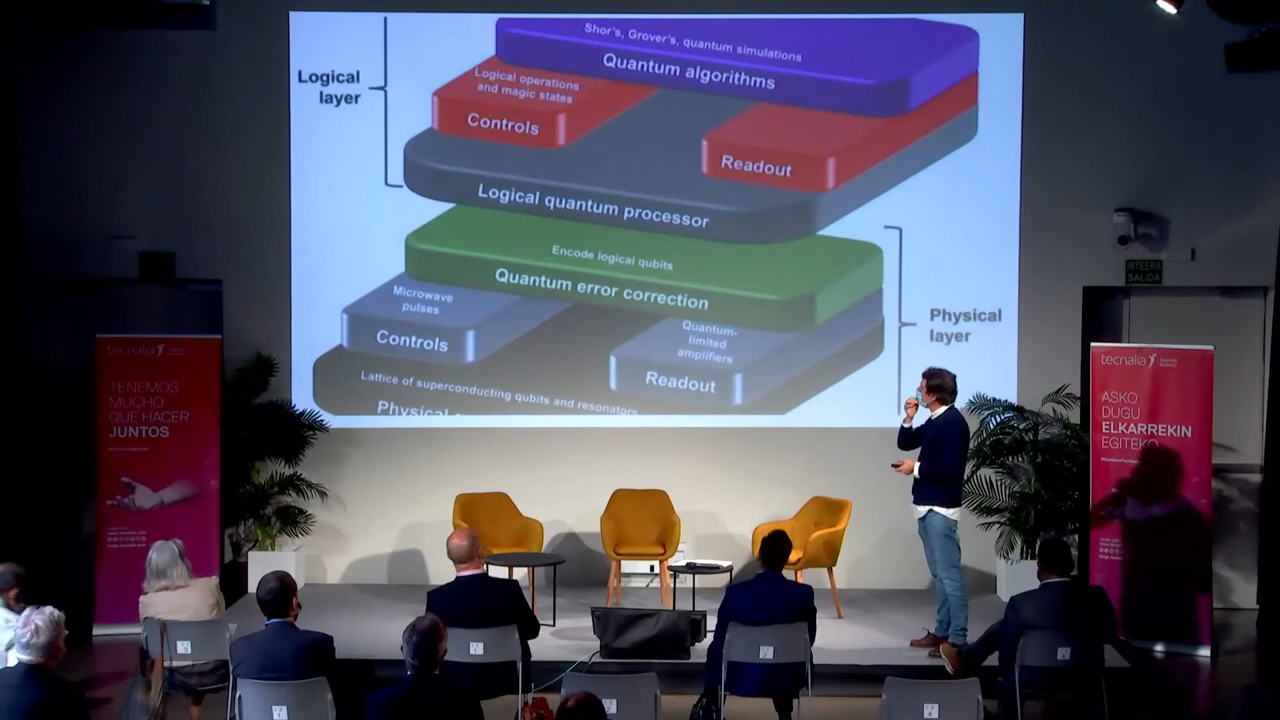 Shor's, Grover's, quantum simulations
Quantum algorithms
Logical
layer
Logical operations
and magic states
Controls
Readout
Logical quantum processor
Encode logical qubits
Quantum error correction
Microwave
pulses
Controls
Quantum-
limited
amplifiers
Readout
Physical
layer
Lattice of superconducting qubits and resonators
Physical
IRTEERA
SALIDA
tecnalia
TENEMOS
MUCHO
QUE HACER
JUNTOS
tecnalia
ASKO
DUGU
ELKARREKIN
EGITEKO